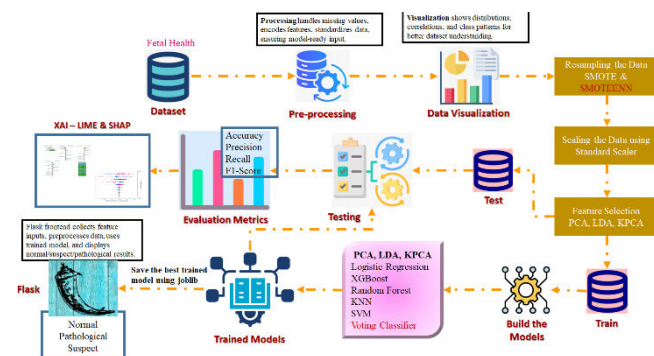 Fetal Health
Dataset
Processing handles missing values,
encodes features, standardizes data,
ensuring model-ready input.
Pre-processing
Visualization shows distributions,
correlations, and class patterns for
better dataset understanding.
Data Visualization
Resampling the Data
SMOTE &
SMOTEENN
Scaling the Data using
Standard Scaler
Feature Selection
PCA, LDA, KPCA
Train
Test
Testing
Accuracy
Precision
Recall
F1-Score
Evaluation Metrics
XAI – LIME & SHAP
Build the
Models
PCA, LDA, KPCA
Logistic Regression
XGBoost
Random Forest
KNN
SVM
Voting Classifier
Trained Models
Save the best trained
model using joblib
Flask frontend collects feature
inputs, preprocesses data, uses
trained model, and displays
normal/suspect/pathological results.
Flask
Normal
Pathological
Suspect